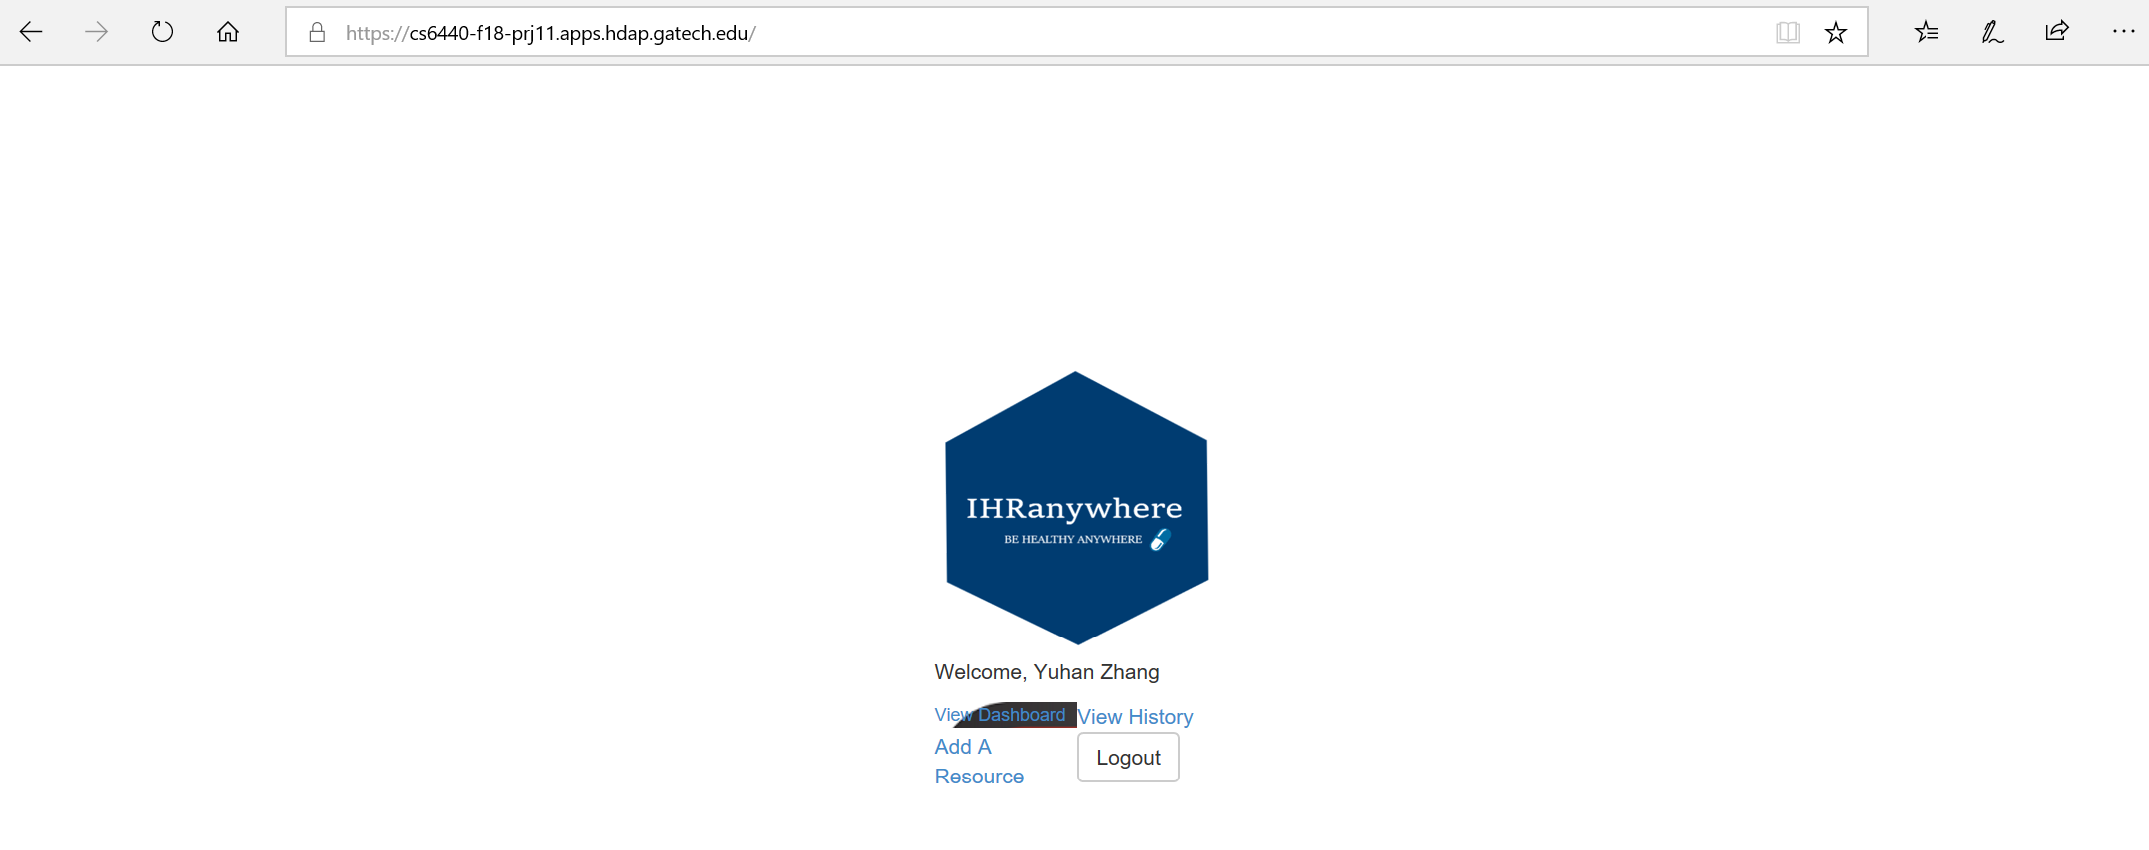 https://cs6440-f18-prj11.apps.hdap.gatech.edu/
IHRanywhere
BE HEALTHY ANYWHERE
Welcome, Yuhan Zhang
View Dashboard View History
Add A
Resource
Logout